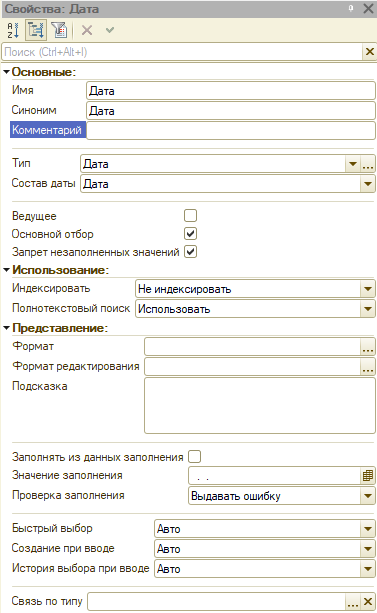 Свойства: Дата
Поиск (Ctrl+Alt+I)
Основные:
Имя Дата
Синоним Дата
Комментарий
Тип Дата
Состав даты Дата
Ведущее
Основной отбор
Запрет незаполненных значений
Использование:
Индексировать Не индексировать
Полнотекстовый поиск Использовать
Представление:
Формат
Формат редактирования
Подсказка
Заполнять из данных заполнения
Значение заполнения . .
Проверка заполнения Выдавать ошибку
Быстрый выбор Авто
Создание при вводе Авто
История выбора при вводе Авто
Связь по типу